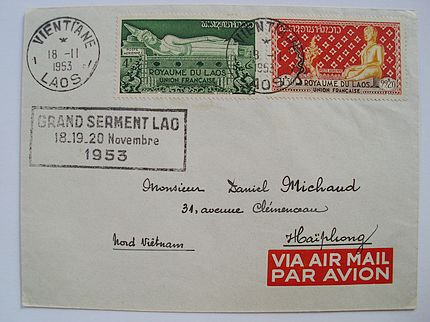 VIENTIANE
18-11
1953
LAOS
ROYAUME DU LAOS
UNION FRANÇAISE
ROYAUME DU LAOS
UNION FRANÇAISE
GRAND SERMENT LAO
18.19.20 Novembre
1953
Monsieur Daniel Michaud
31, avenue Clémenceau
Haïphong
Nord Viêtnam
VIA AIR MAIL
PAR AVION